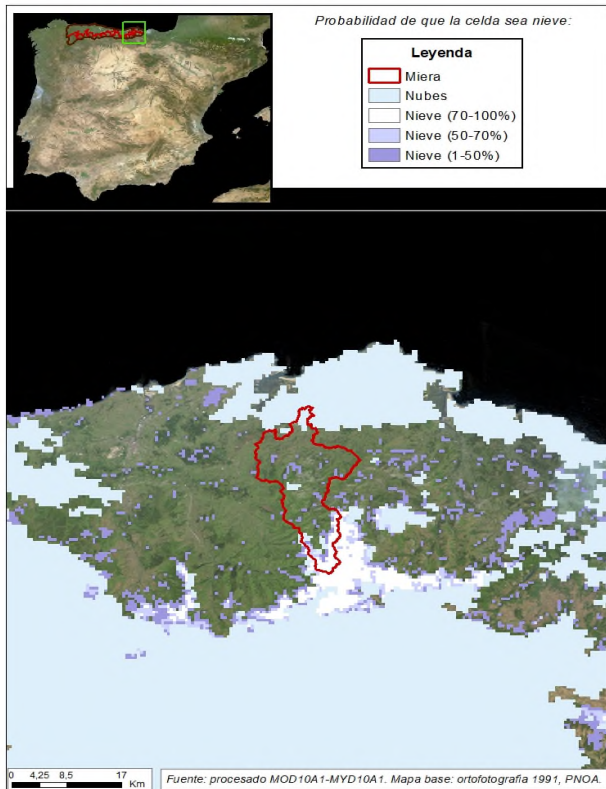 Probabilidad de que la celda sea nieve:
Leyenda
Miera
Nubes
Nieve (70-100%)
Nieve (50-70%)
Nieve (1-50%)
0 4,25 8,5 17
Km
Fuente: procesado MOD10A1-MYD10A1. Mapa base: ortofotografia 1991, PNOA.